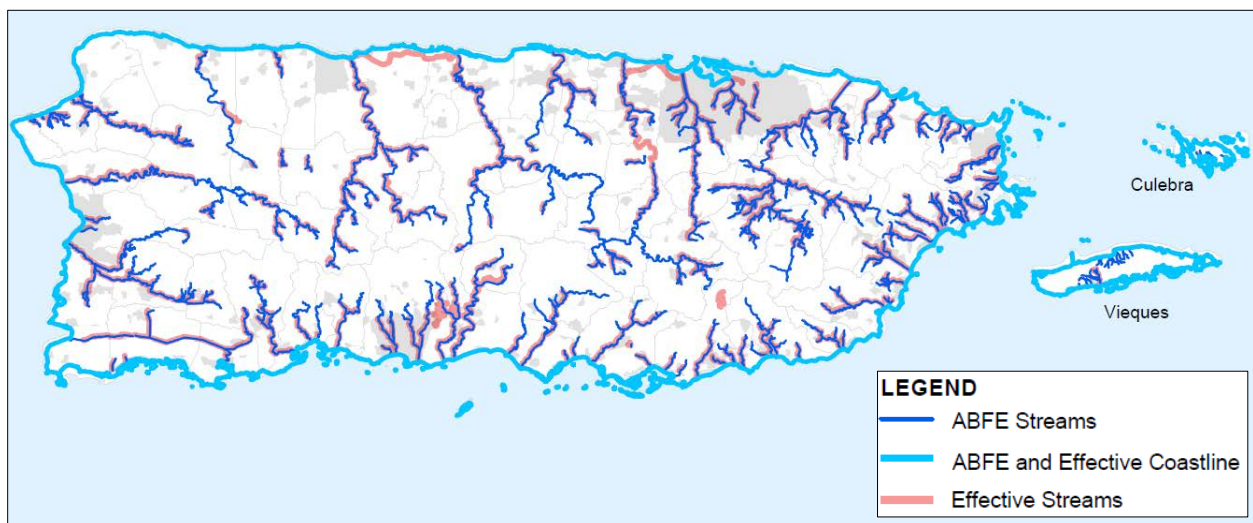 Culebra
Vieques
LEGEND
ABFE Streams
ABFE and Effective Coastline
Effective Streams